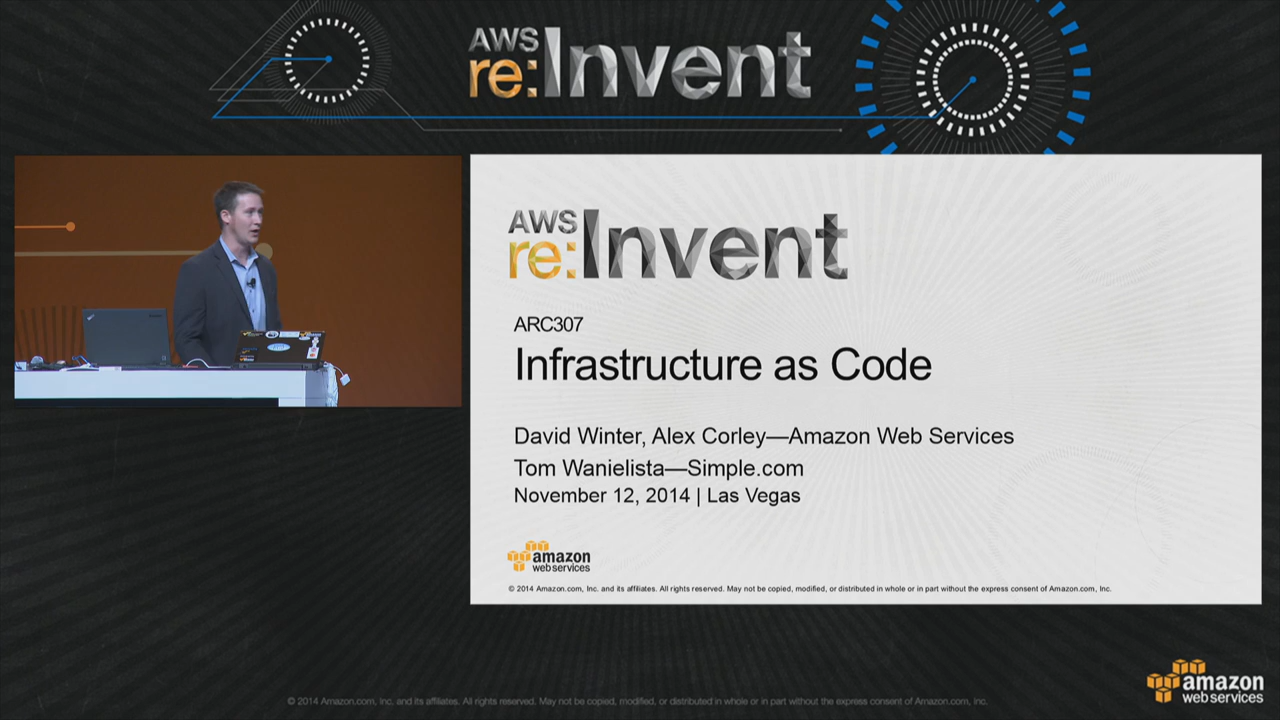 AWS
re:Invent
AWS
re:Invent
ARC307
Infrastructure as Code
David Winter, Alex Corley—Amazon Web Services
Tom Wanielista—Simple.com
November 12, 2014 | Las Vegas
amazon
web services
© 2014 Amazon.com, Inc. and its affiliates. All rights reserved. May not be copied, modified, or distributed in whole or in part without the express consent of Amazon.com, Inc.
amazon
web services
© 2014 Amazon.com, Inc. and its affiliates. All rights reserved. May not be copied, modified, or distributed in whole or in part without the express consent of Amazon.com, Inc.